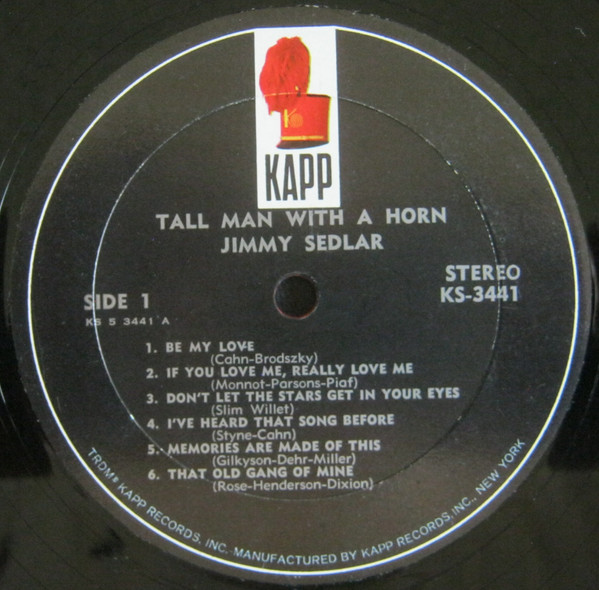 KAPP
TALL MAN WITH A HORN
JIMMY SEDLAR
STEREO
KS-3441
SIDE 1
KS 5 3441 A
1. BE MY LOVE
(Cahn-Brodszky)
2. IF YOU LOVE ME, REALLY LOVE ME
(Monnot-Parsons-Piaf)
3. DON'T LET THE STARS GET IN YOUR EYES
(Slim Willet)
4. I'VE HEARD THAT SONG BEFORE
(Styne-Cahn)
5. MEMORIES ARE MADE OF THIS
(Gilkyson-Dehr-Miller)
6. THAT OLD GANG OF MINE
(Rose-Henderson-Dixion)
TRDMK KAPP RECORDS, INC. MANUFACTURED BY KAPP RECORDS, INC., NEW YORK